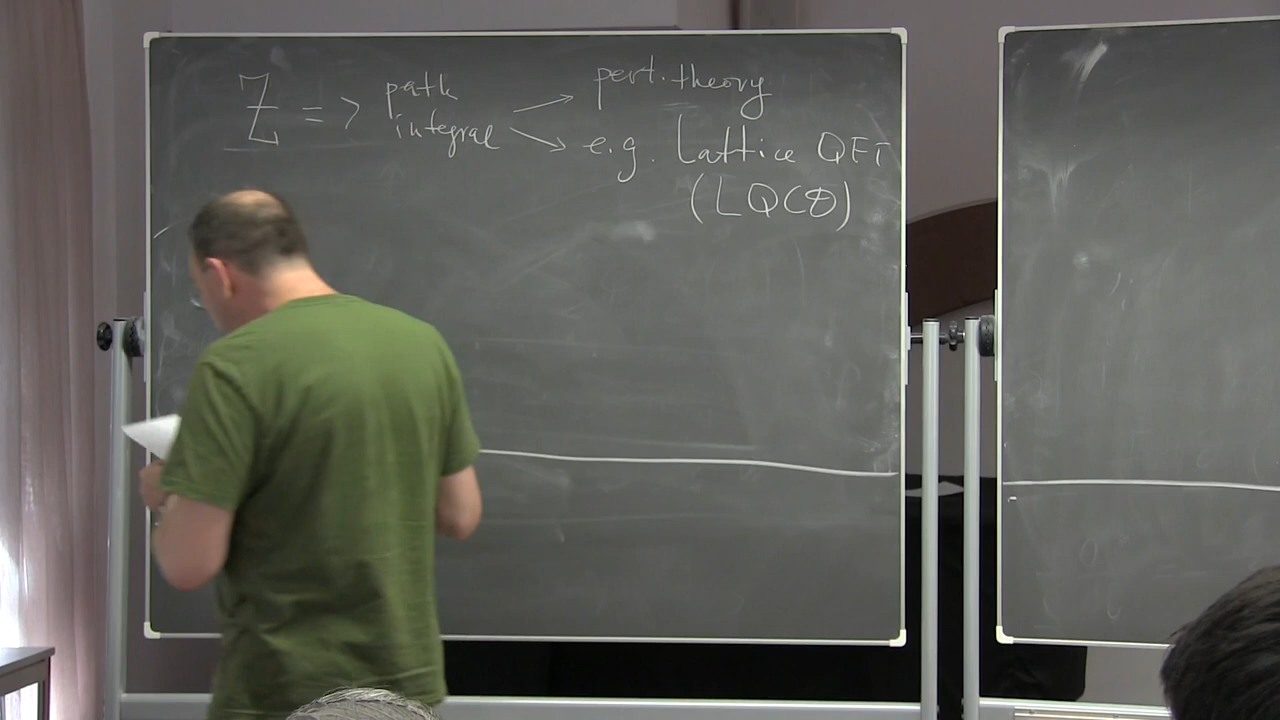 Z => path integral → pert. theory
→ e.g. Lattice QFT
(LQCD)